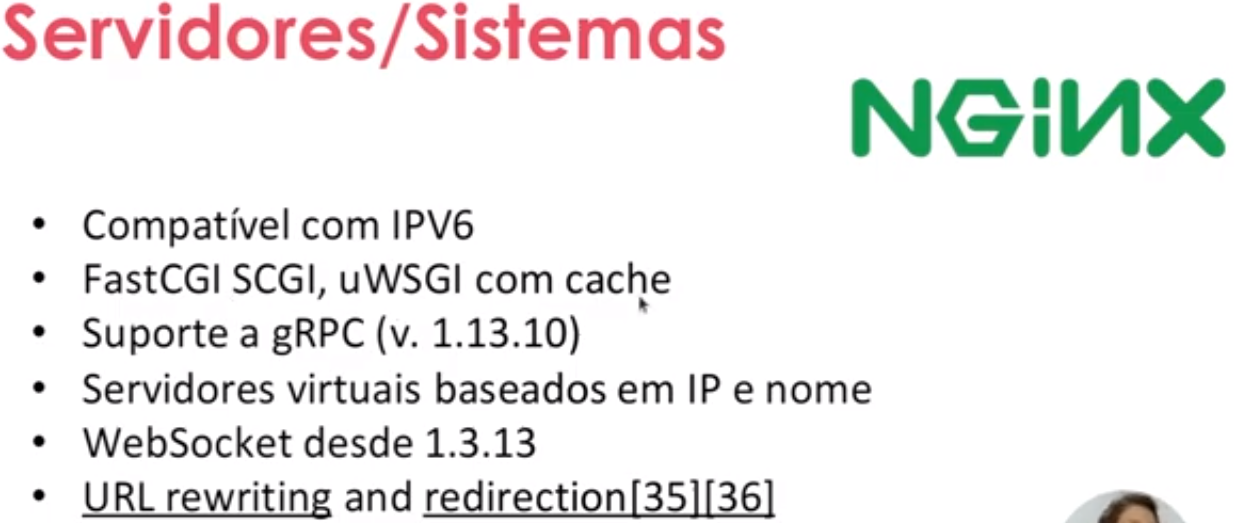 Servidores/Sistemas
NGiNX
• Compatível com IPV6
• FastCGI SCGI, uWSGI com cache
• Suporte a gRPC (v. 1.13.10)
• Servidores virtuais baseados em IP e nome
• WebSocket desde 1.3.13
• URL rewriting and redirection[35][36]